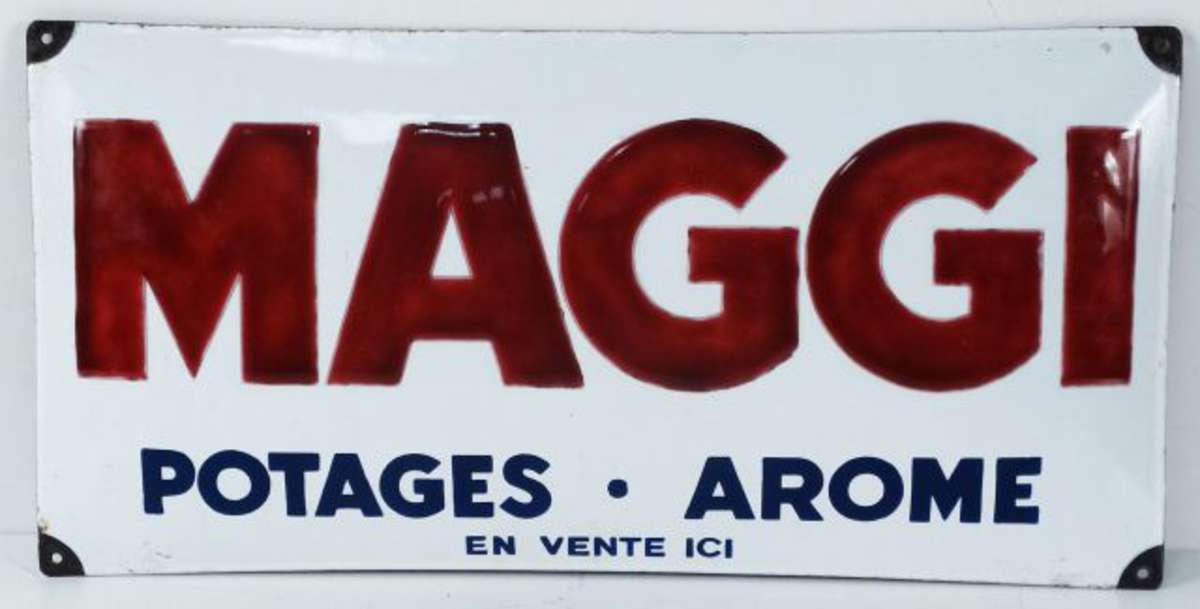 MAGGI
POTAGES · AROME
EN VENTE ICI